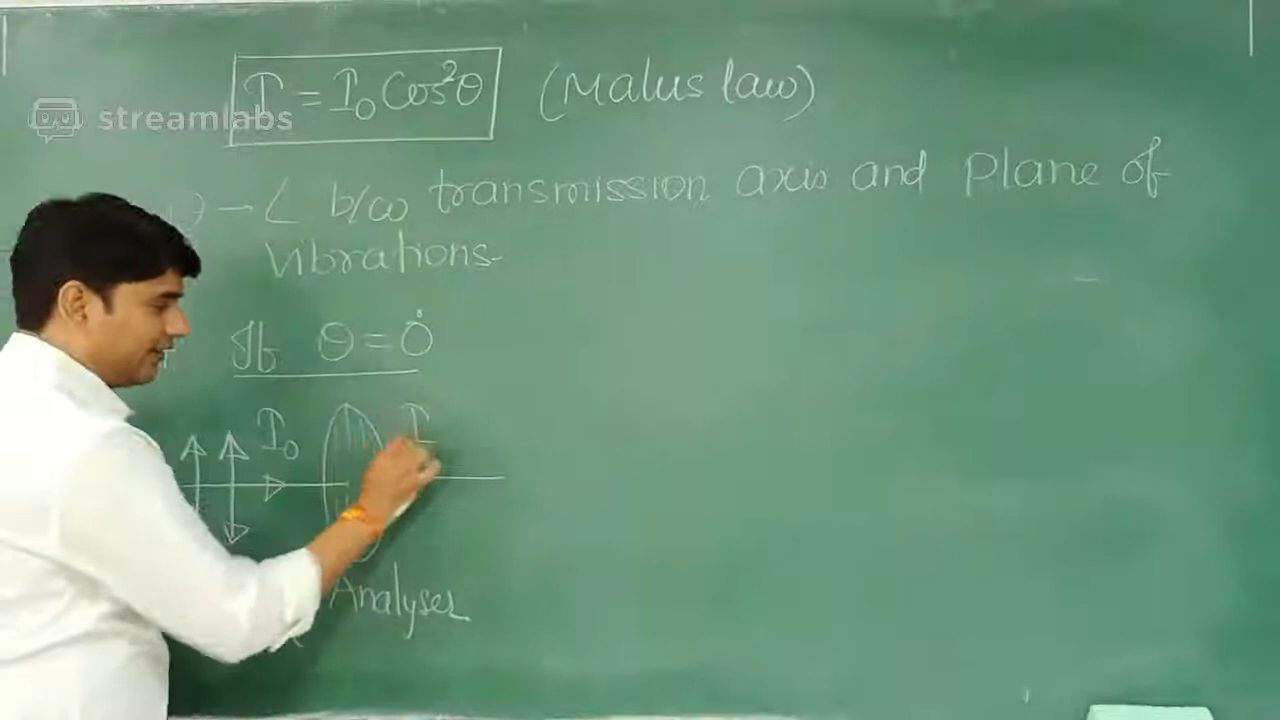 I = I₀ Cos²θ (Malus law)
streamlabs
→ ∠ b/w transmission axis and Plane of
Vibrations-
If θ = 0°
I₀ I
Analyser